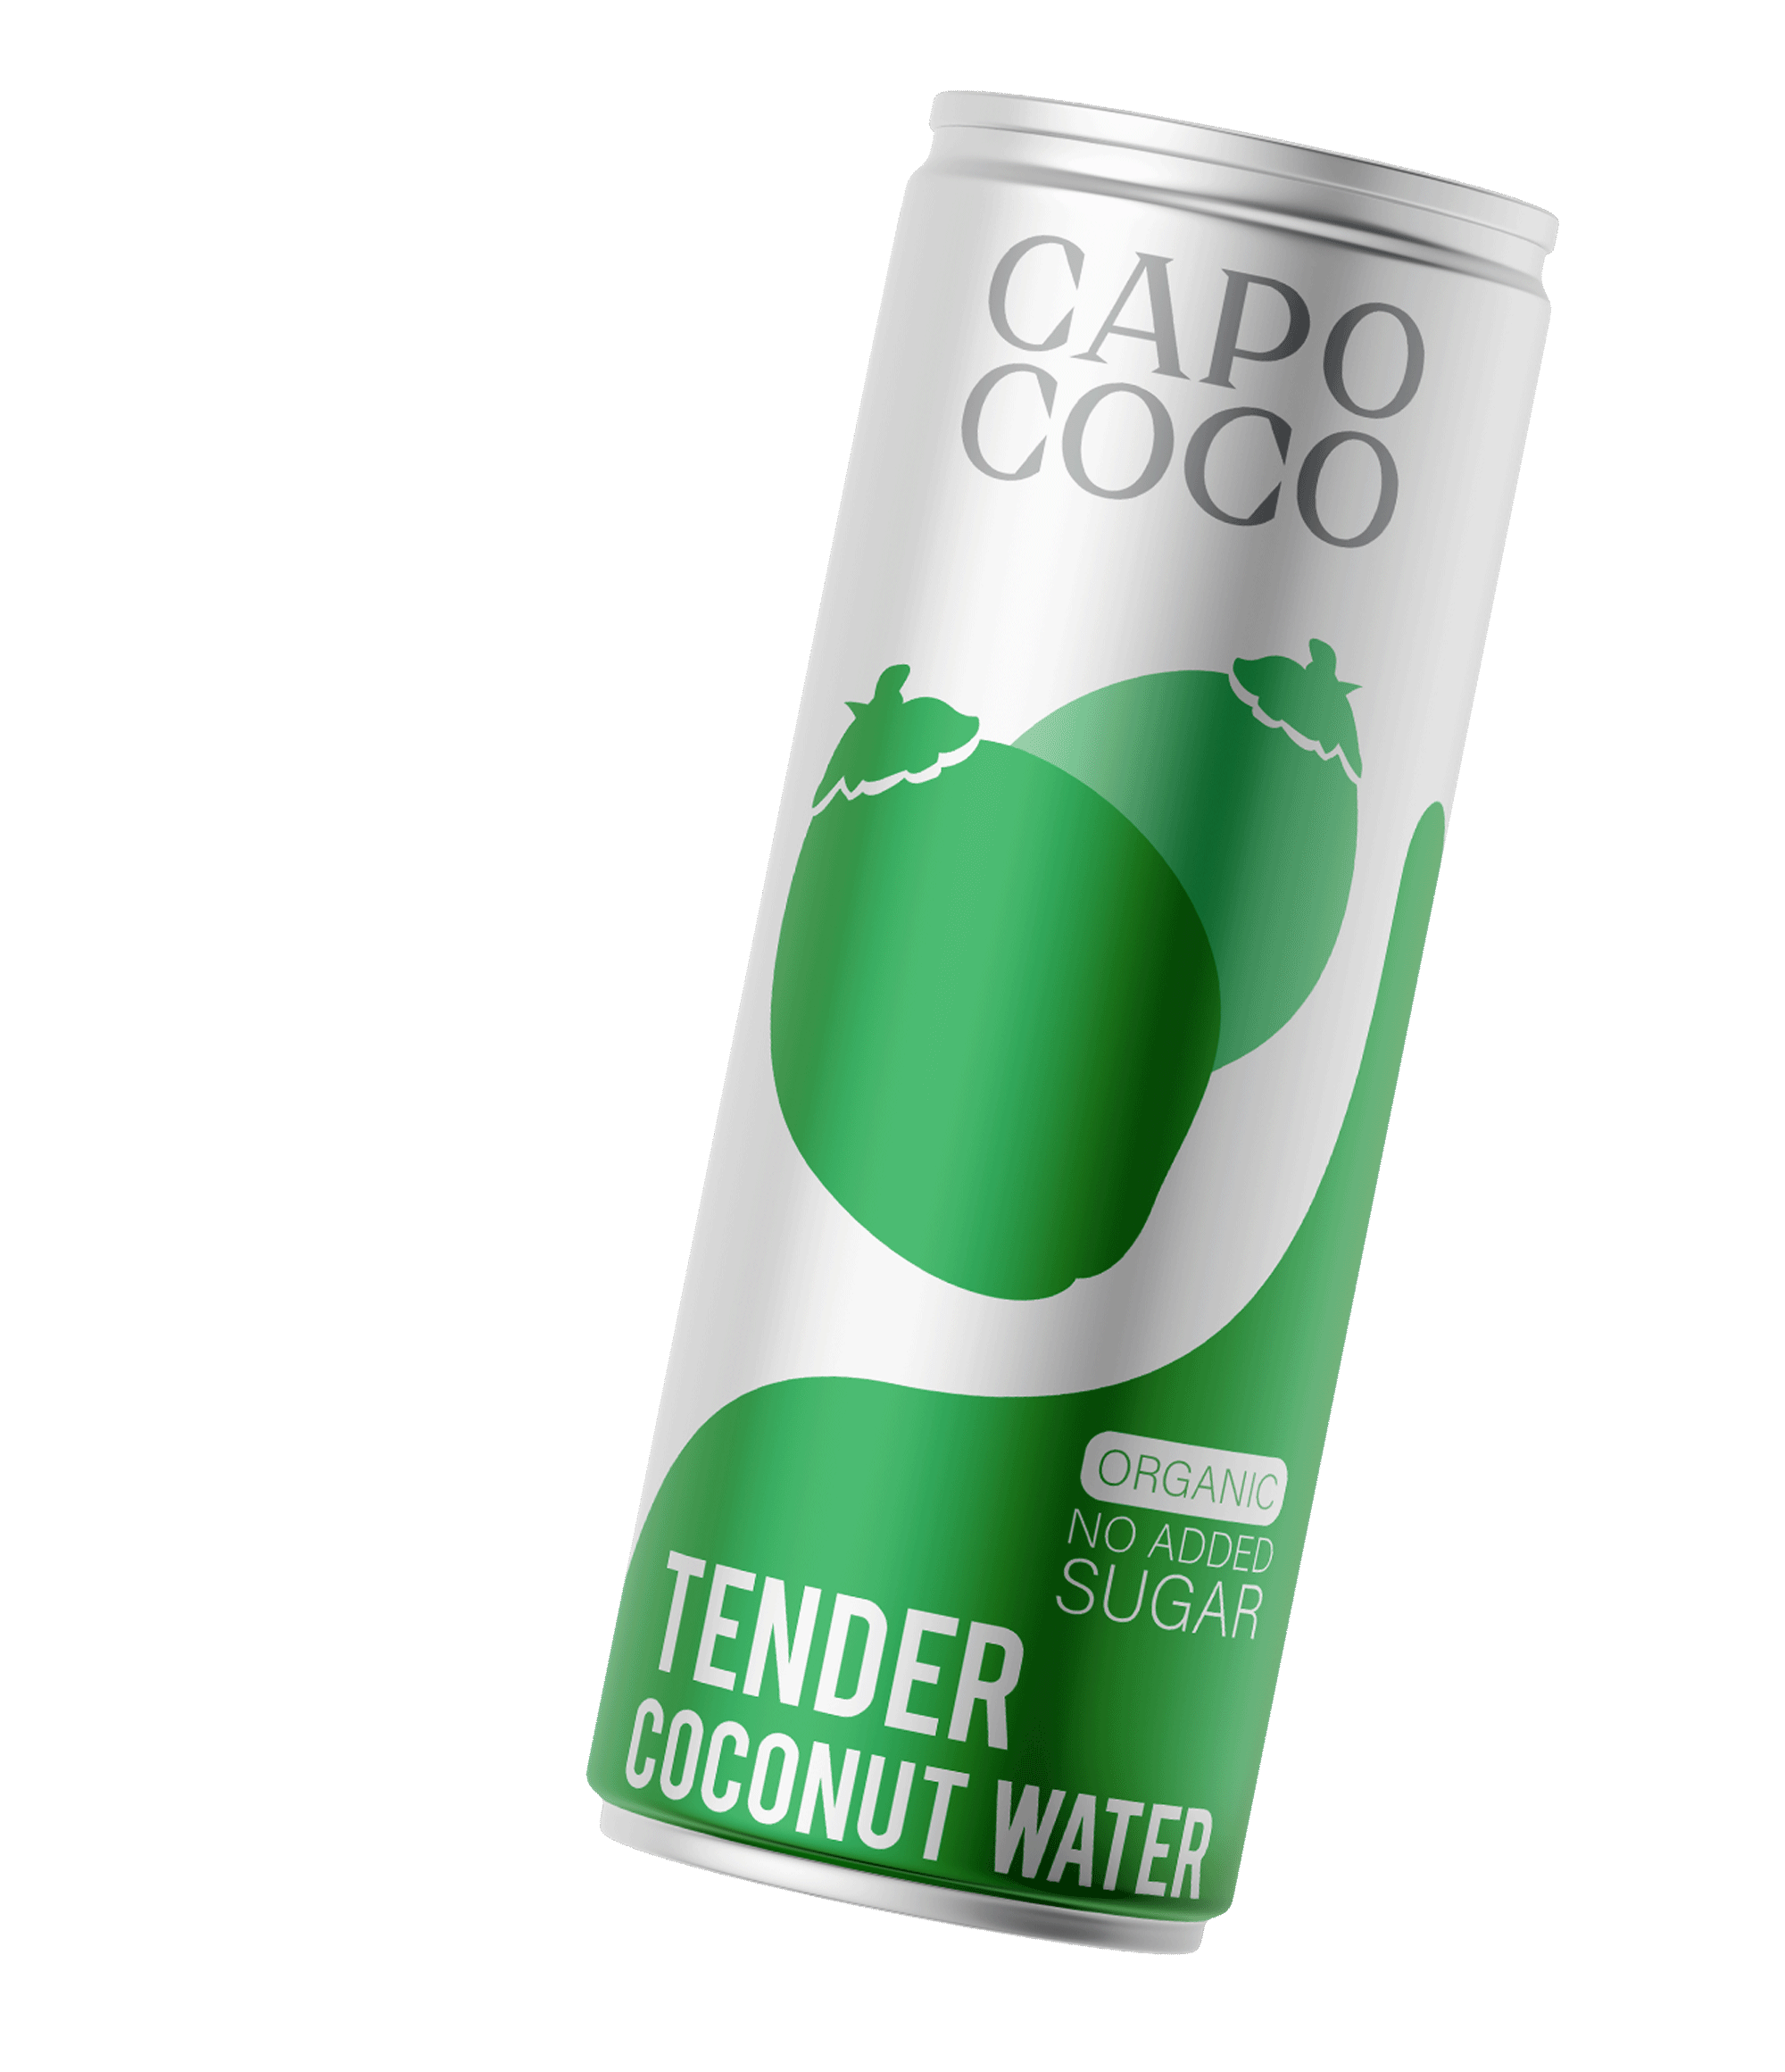 CAPO
COCO
ORGANIC
NO ADDED
SUGAR
TENDER
COCONUT WATER